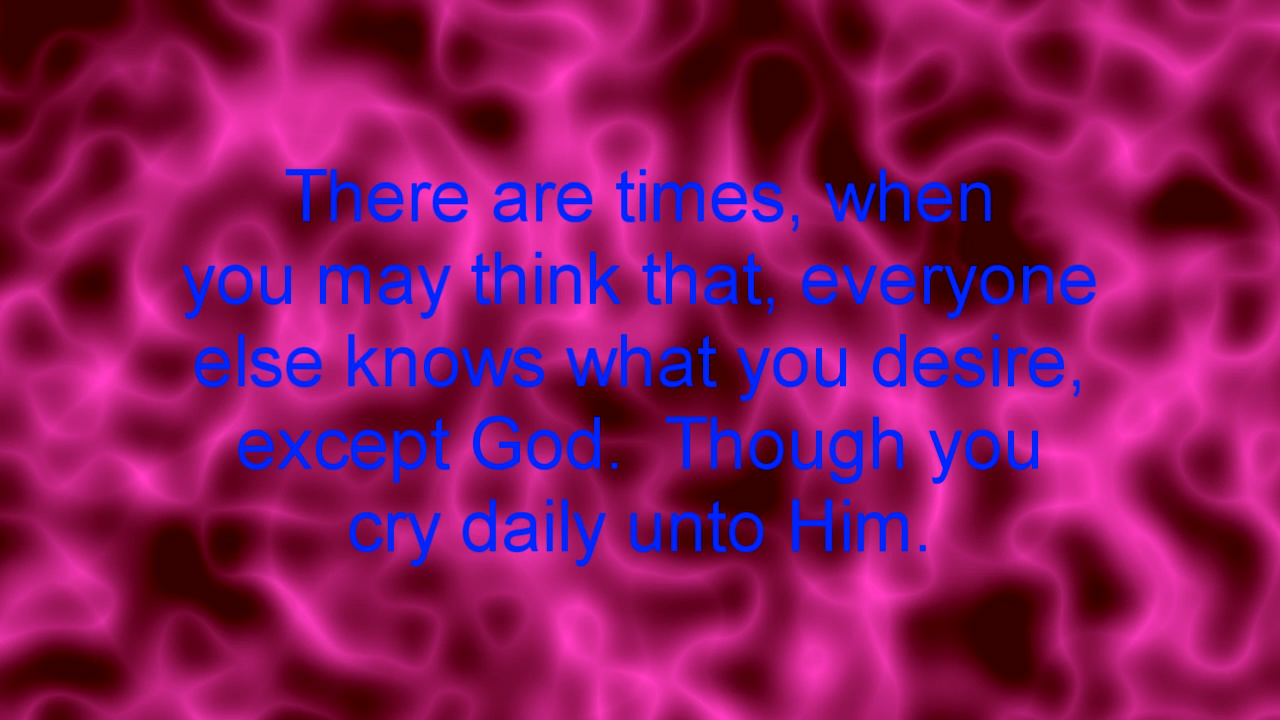 There are times, when
you may think that, everyone
else knows what you desire,
except God.  Though you
cry daily unto Him.